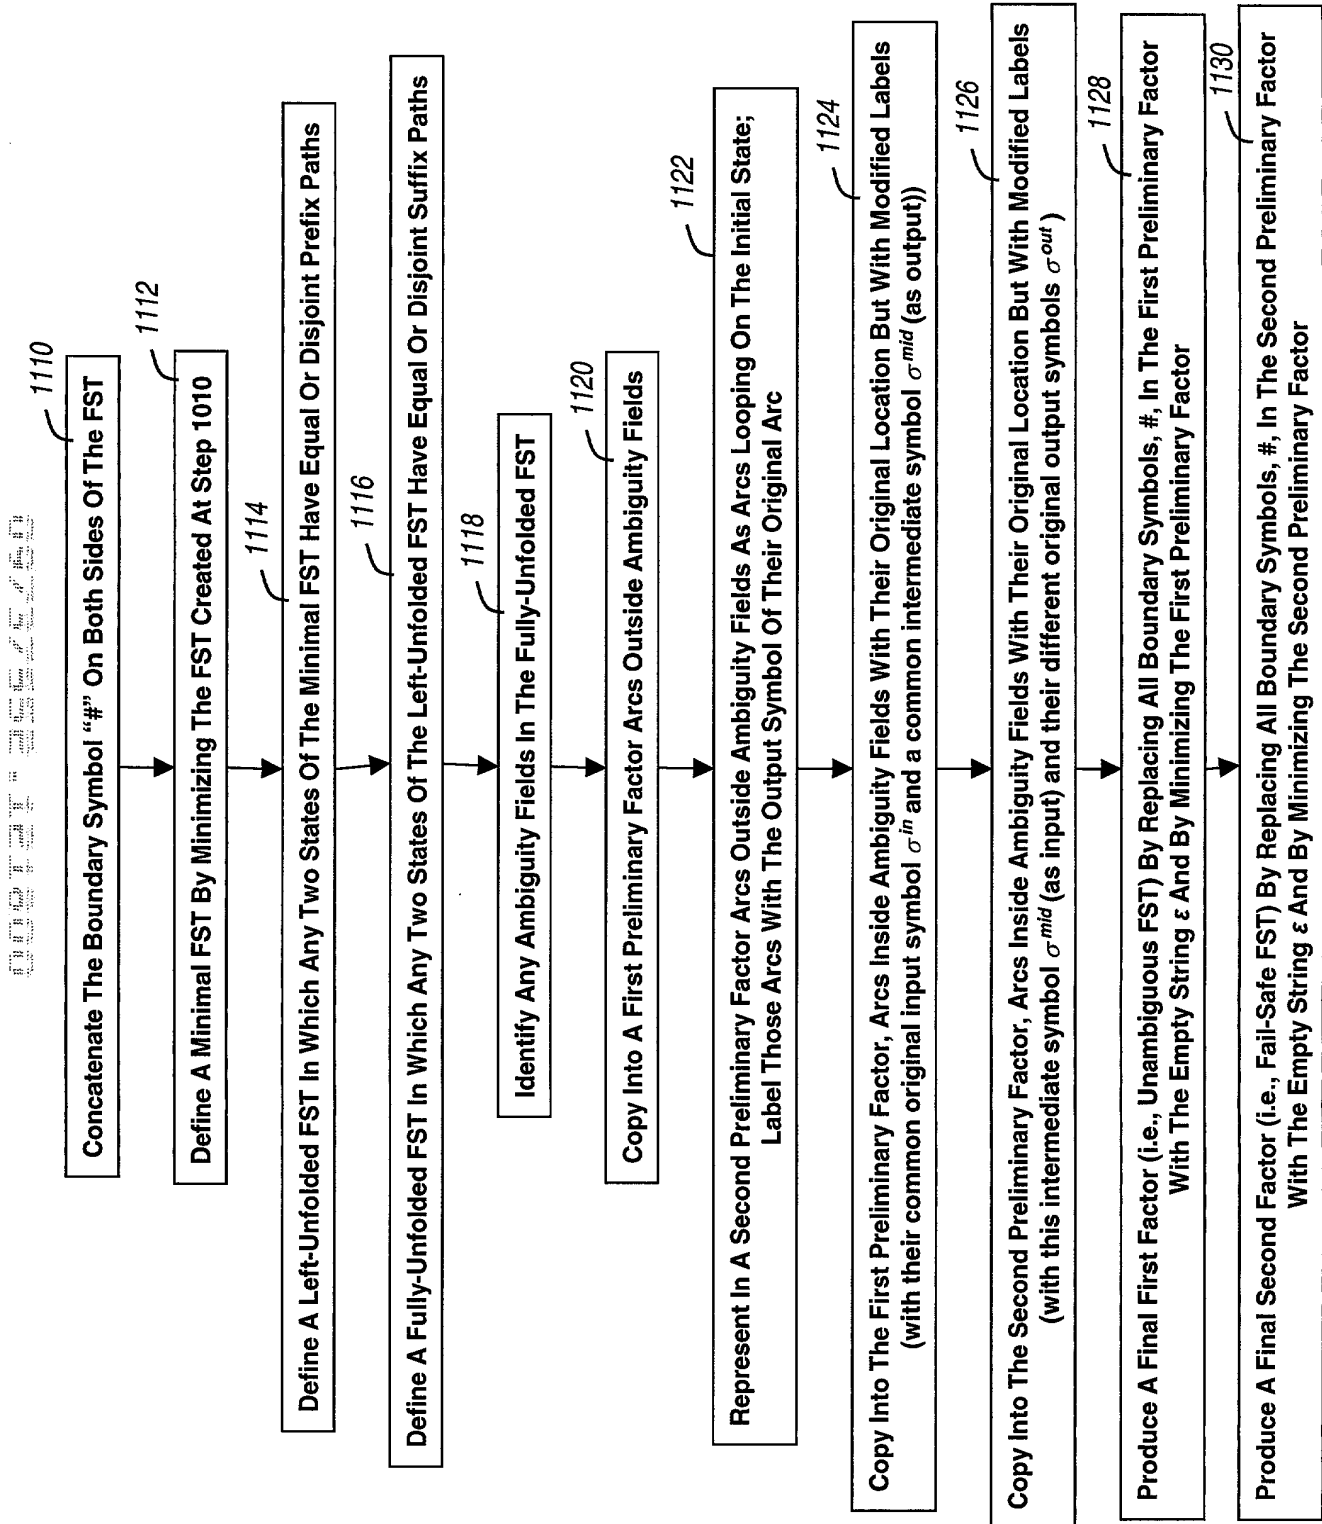 1110
Concatenate The Boundary Symbol "#" On Both Sides Of The FST
1112
Define A Minimal FST By Minimizing The FST Created At Step 1010
1114
Define A Left-Unfolded FST In Which Any Two States Of The Minimal FST Have Equal Or Disjoint Prefix Paths
1116
Define A Fully-Unfolded FST In Which Any Two States Of The Left-Unfolded FST Have Equal Or Disjoint Suffix Paths
1118
Identify Any Ambiguity Fields In The Fully-Unfolded FST
1120
Copy Into A First Preliminary Factor Arcs Outside Ambiguity Fields
1122
Represent In A Second Preliminary Factor Arcs Outside Ambiguity Fields As Arcs Looping On The Initial State;
Label Those Arcs With The Output Symbol Of Their Original Arc
1124
Copy Into The First Preliminary Factor, Arcs Inside Ambiguity Fields With Their Original Location But With Modified Labels
(with their common original input symbol σ^in and a common intermediate symbol σ^mid (as output))
1126
Copy Into The Second Preliminary Factor, Arcs Inside Ambiguity Fields With Their Original Location But With Modified Labels
(with this intermediate symbol σ^mid (as input) and their different original output symbols σ^out)
1128
Produce A Final First Factor (i.e., Unambiguous FST) By Replacing All Boundary Symbols, #, In The First Preliminary Factor
With The Empty String ε And By Minimizing The First Preliminary Factor
1130
Produce A Final Second Factor (i.e., Fail-Safe FST) By Replacing All Boundary Symbols, #, In The Second Preliminary Factor
With The Empty String ε And By Minimizing The Second Preliminary Factor